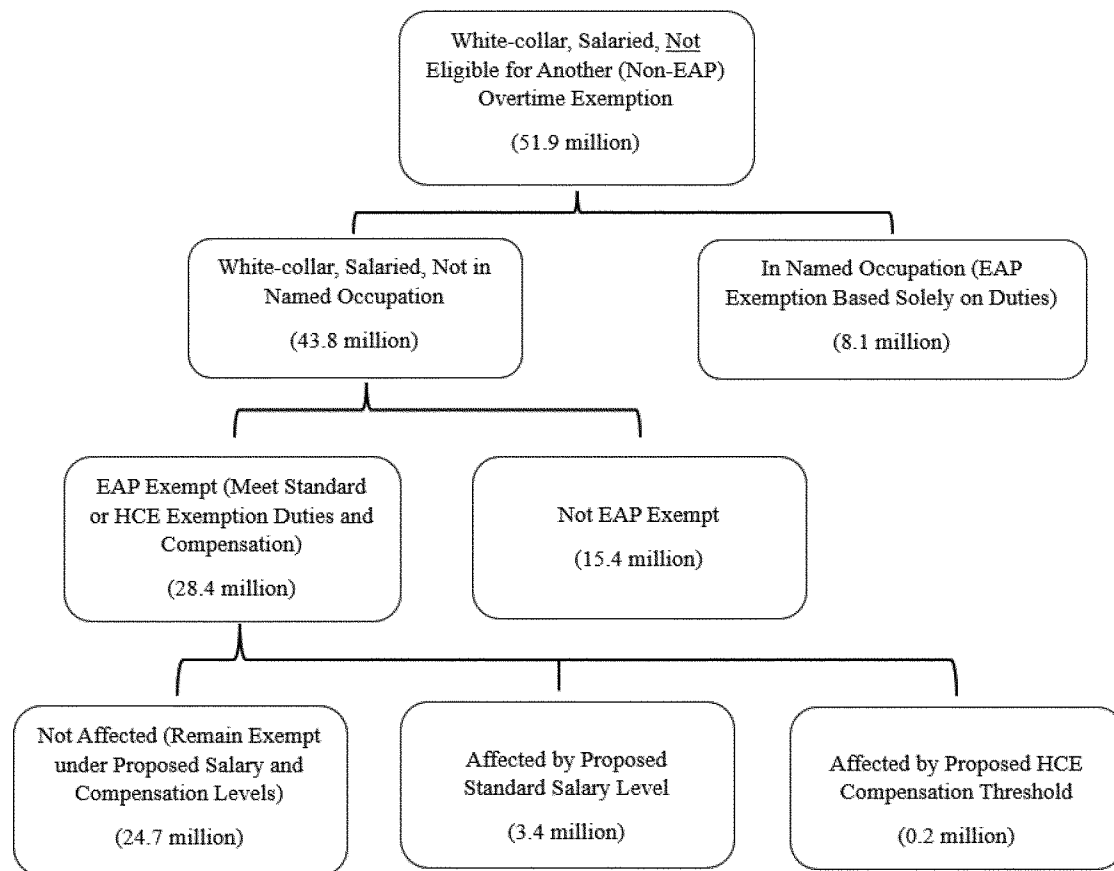 White-collar, Salaried, Not
Eligible for Another (Non-EAP)
Overtime Exemption
(51.9 million)
White-collar, Salaried, Not in
Named Occupation
(43.8 million)
In Named Occupation (EAP
Exemption Based Solely on Duties)
(8.1 million)
EAP Exempt (Meet Standard
or HCE Exemption Duties and
Compensation)
(28.4 million)
Not EAP Exempt
(15.4 million)
Not Affected (Remain Exempt
under Proposed Salary and
Compensation Levels)
(24.7 million)
Affected by Proposed
Standard Salary Level
(3.4 million)
Affected by Proposed HCE
Compensation Threshold
(0.2 million)